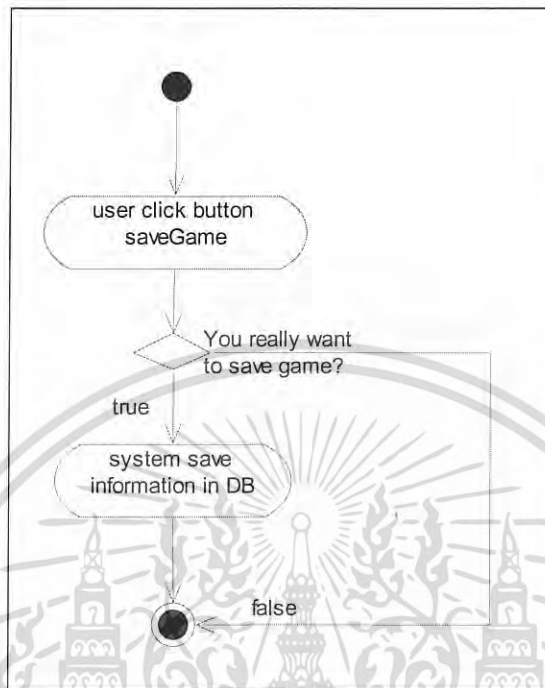 user click button
saveGame
You really want
to save game?
true
system save
information in DB
false